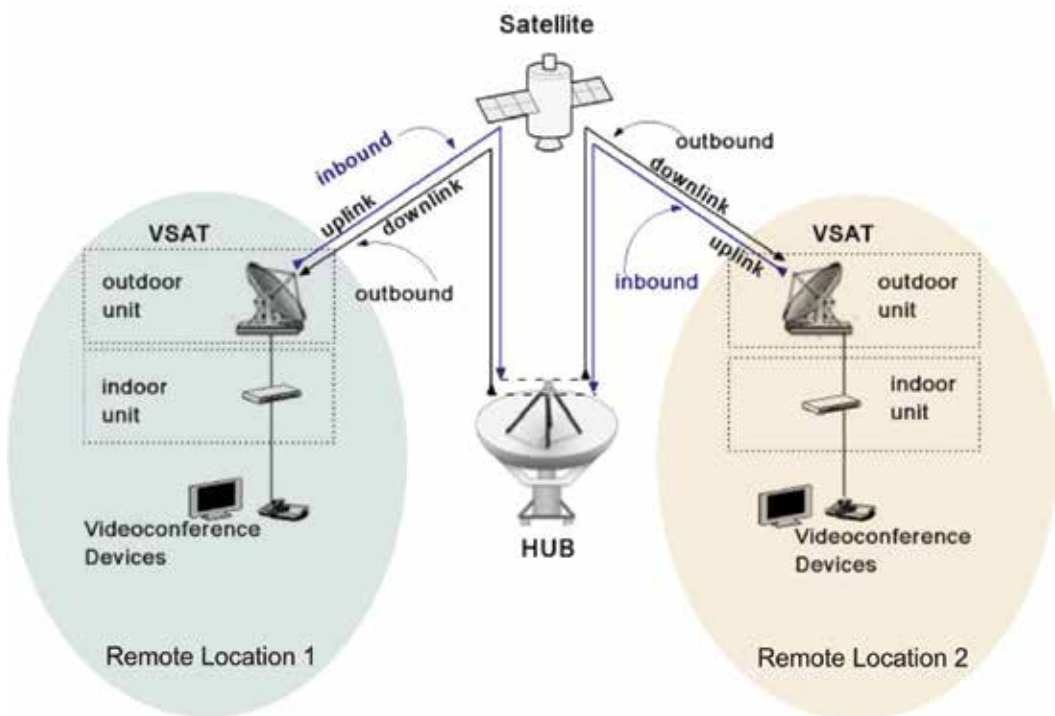 Satellite
inbound
outbound
uplink
downlink
downlink
uplink
VSAT
outdoor
unit
outbound
inbound
VSAT
outdoor
unit
indoor
unit
indoor
unit
Videoconference
Devices
HUB
Videoconference
Devices
Remote Location 1
Remote Location 2